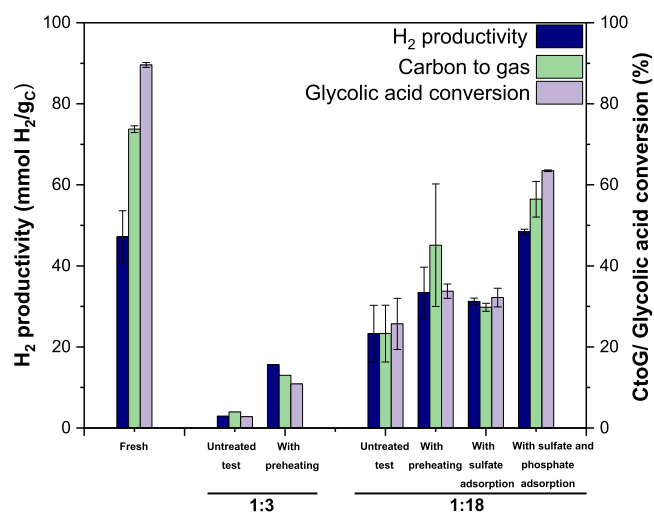 H₂ productivity
Carbon to gas
Glycolic acid conversion
H₂ productivity (mmol H₂/g_C)
100
80
60
40
20
0
CtoG/ Glycolic acid conversion (%)
100
80
60
40
20
0
Fresh
Untreated
test
With
preheating
1:3
Untreated
test
With
preheating
With
sulfate
adsorption
With sulfate and
phosphate
adsorption
1:18